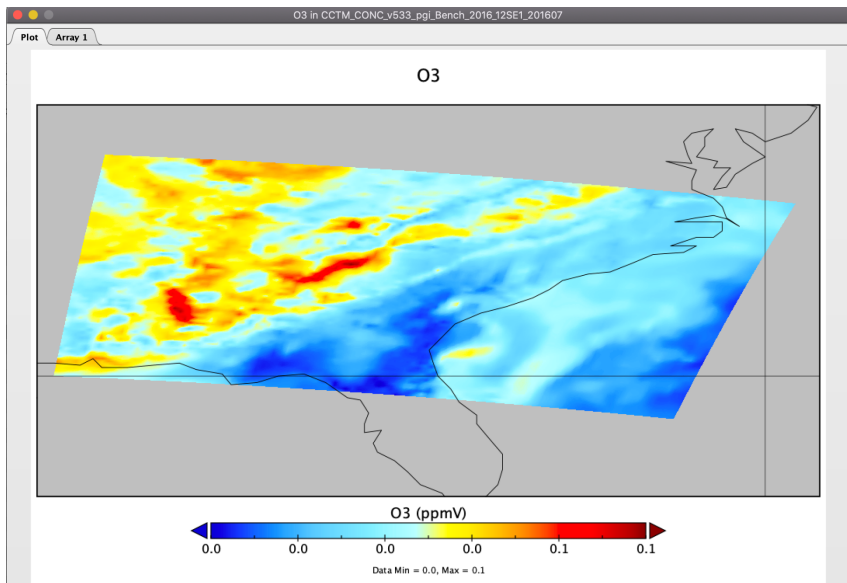 O3 in CCTM_CONC_v533_pgi_Bench_2016_12SE1_201607
Plot Array 1
O3
O3 (ppmV)
0.0 0.0 0.0 0.0 0.1 0.1
Data Min = 0.0, Max = 0.1